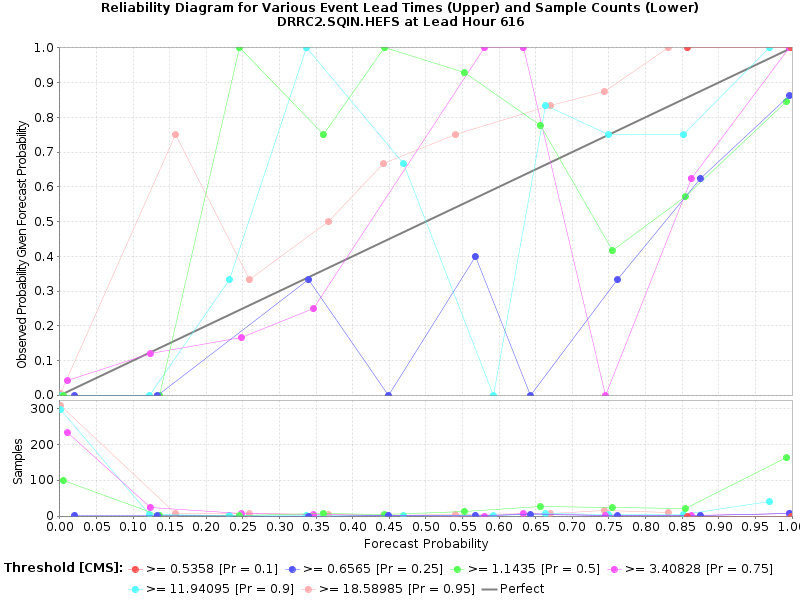 Reliability Diagram for Various Event Lead Times (Upper) and Sample Counts (Lower)
DRRC2.SQIN.HEFS at Lead Hour 616
Observed Probability Given Forecast Probability
1.0
0.9
0.8
0.7
0.6
0.5
0.4
0.3
0.2
0.1
0.0
Samples
300
200
100
0
0.00 0.05 0.10 0.15 0.20 0.25 0.30 0.35 0.40 0.45 0.50 0.55 0.60 0.65 0.70 0.75 0.80 0.85 0.90 0.95 1.0
Forecast Probability
Threshold [CMS]: >= 0.5358 [Pr = 0.1] >= 0.6565 [Pr = 0.25] >= 1.1435 [Pr = 0.5] >= 3.40828 [Pr = 0.75]
>= 11.94095 [Pr = 0.9] >= 18.58985 [Pr = 0.95] Perfect